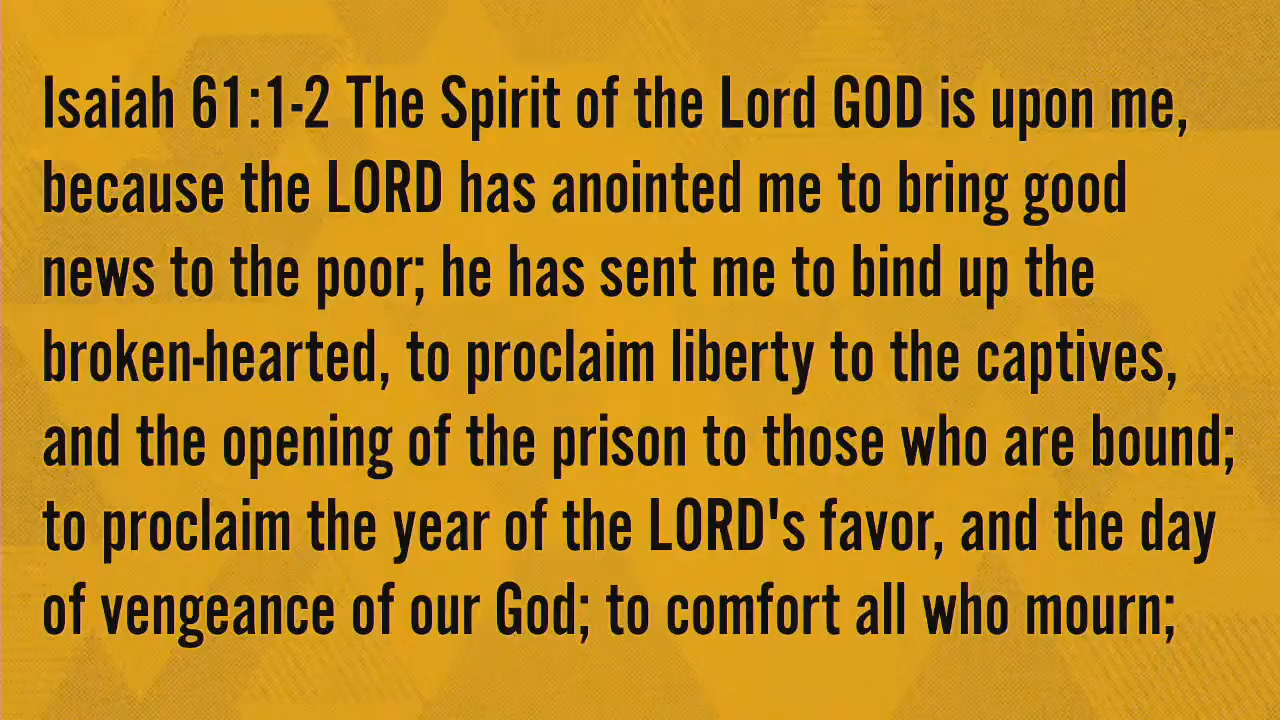 Isaiah 61:1-2 The Spirit of the Lord GOD is upon me,
because the LORD has anointed me to bring good
news to the poor; he has sent me to bind up the
broken-hearted, to proclaim liberty to the captives,
and the opening of the prison to those who are bound;
to proclaim the year of the LORD's favor, and the day
of vengeance of our God; to comfort all who mourn;